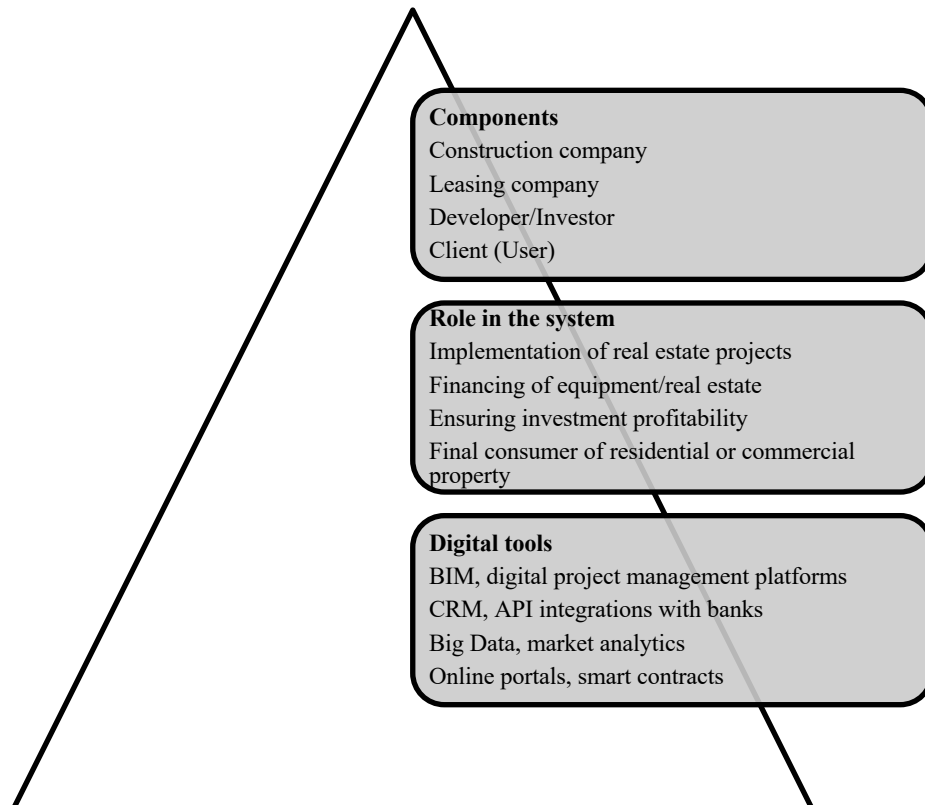 Components
Construction company
Leasing company
Developer/Investor
Client (User)
Role in the system
Implementation of real estate projects
Financing of equipment/real estate
Ensuring investment profitability
Final consumer of residential or commercial
property
Digital tools
BIM, digital project management platforms
CRM, API integrations with banks
Big Data, market analytics
Online portals, smart contracts